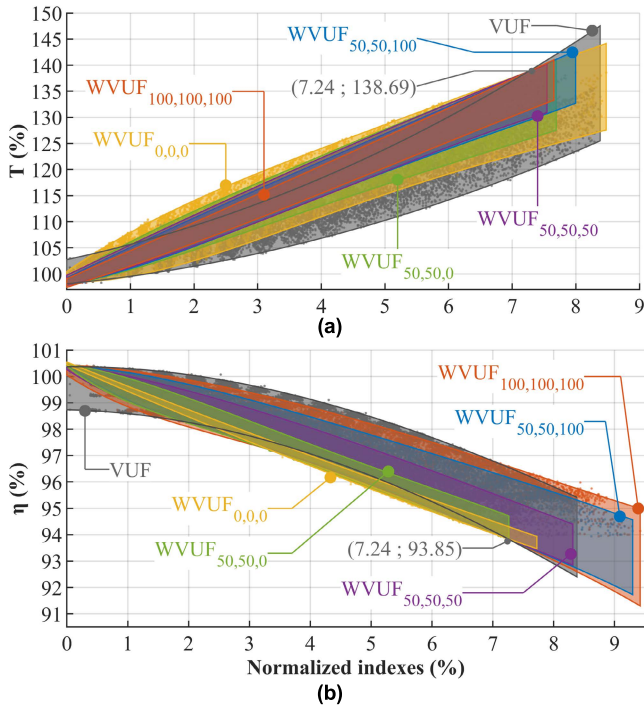 150
145
140
135
130
125
120
115
110
105
100
T (%)
VUF
WVUF50,50,100
(7.24 ; 138.69)
WVUF100,100,100
WVUF0,0,0
WVUF50,50,50
WVUF50,50,0
0 1 2 3 4 5 6 7 8 9
(a)
101
100
99
98
97
96
95
94
93
92
91
η (%)
WVUF100,100,100
WVUF50,50,100
VUF
WVUF0,0,0
WVUF50,50,0
(7.24 ; 93.85)
WVUF50,50,50
0 1 2 3 4 5 6 7 8 9
Normalized indexes (%)
(b)